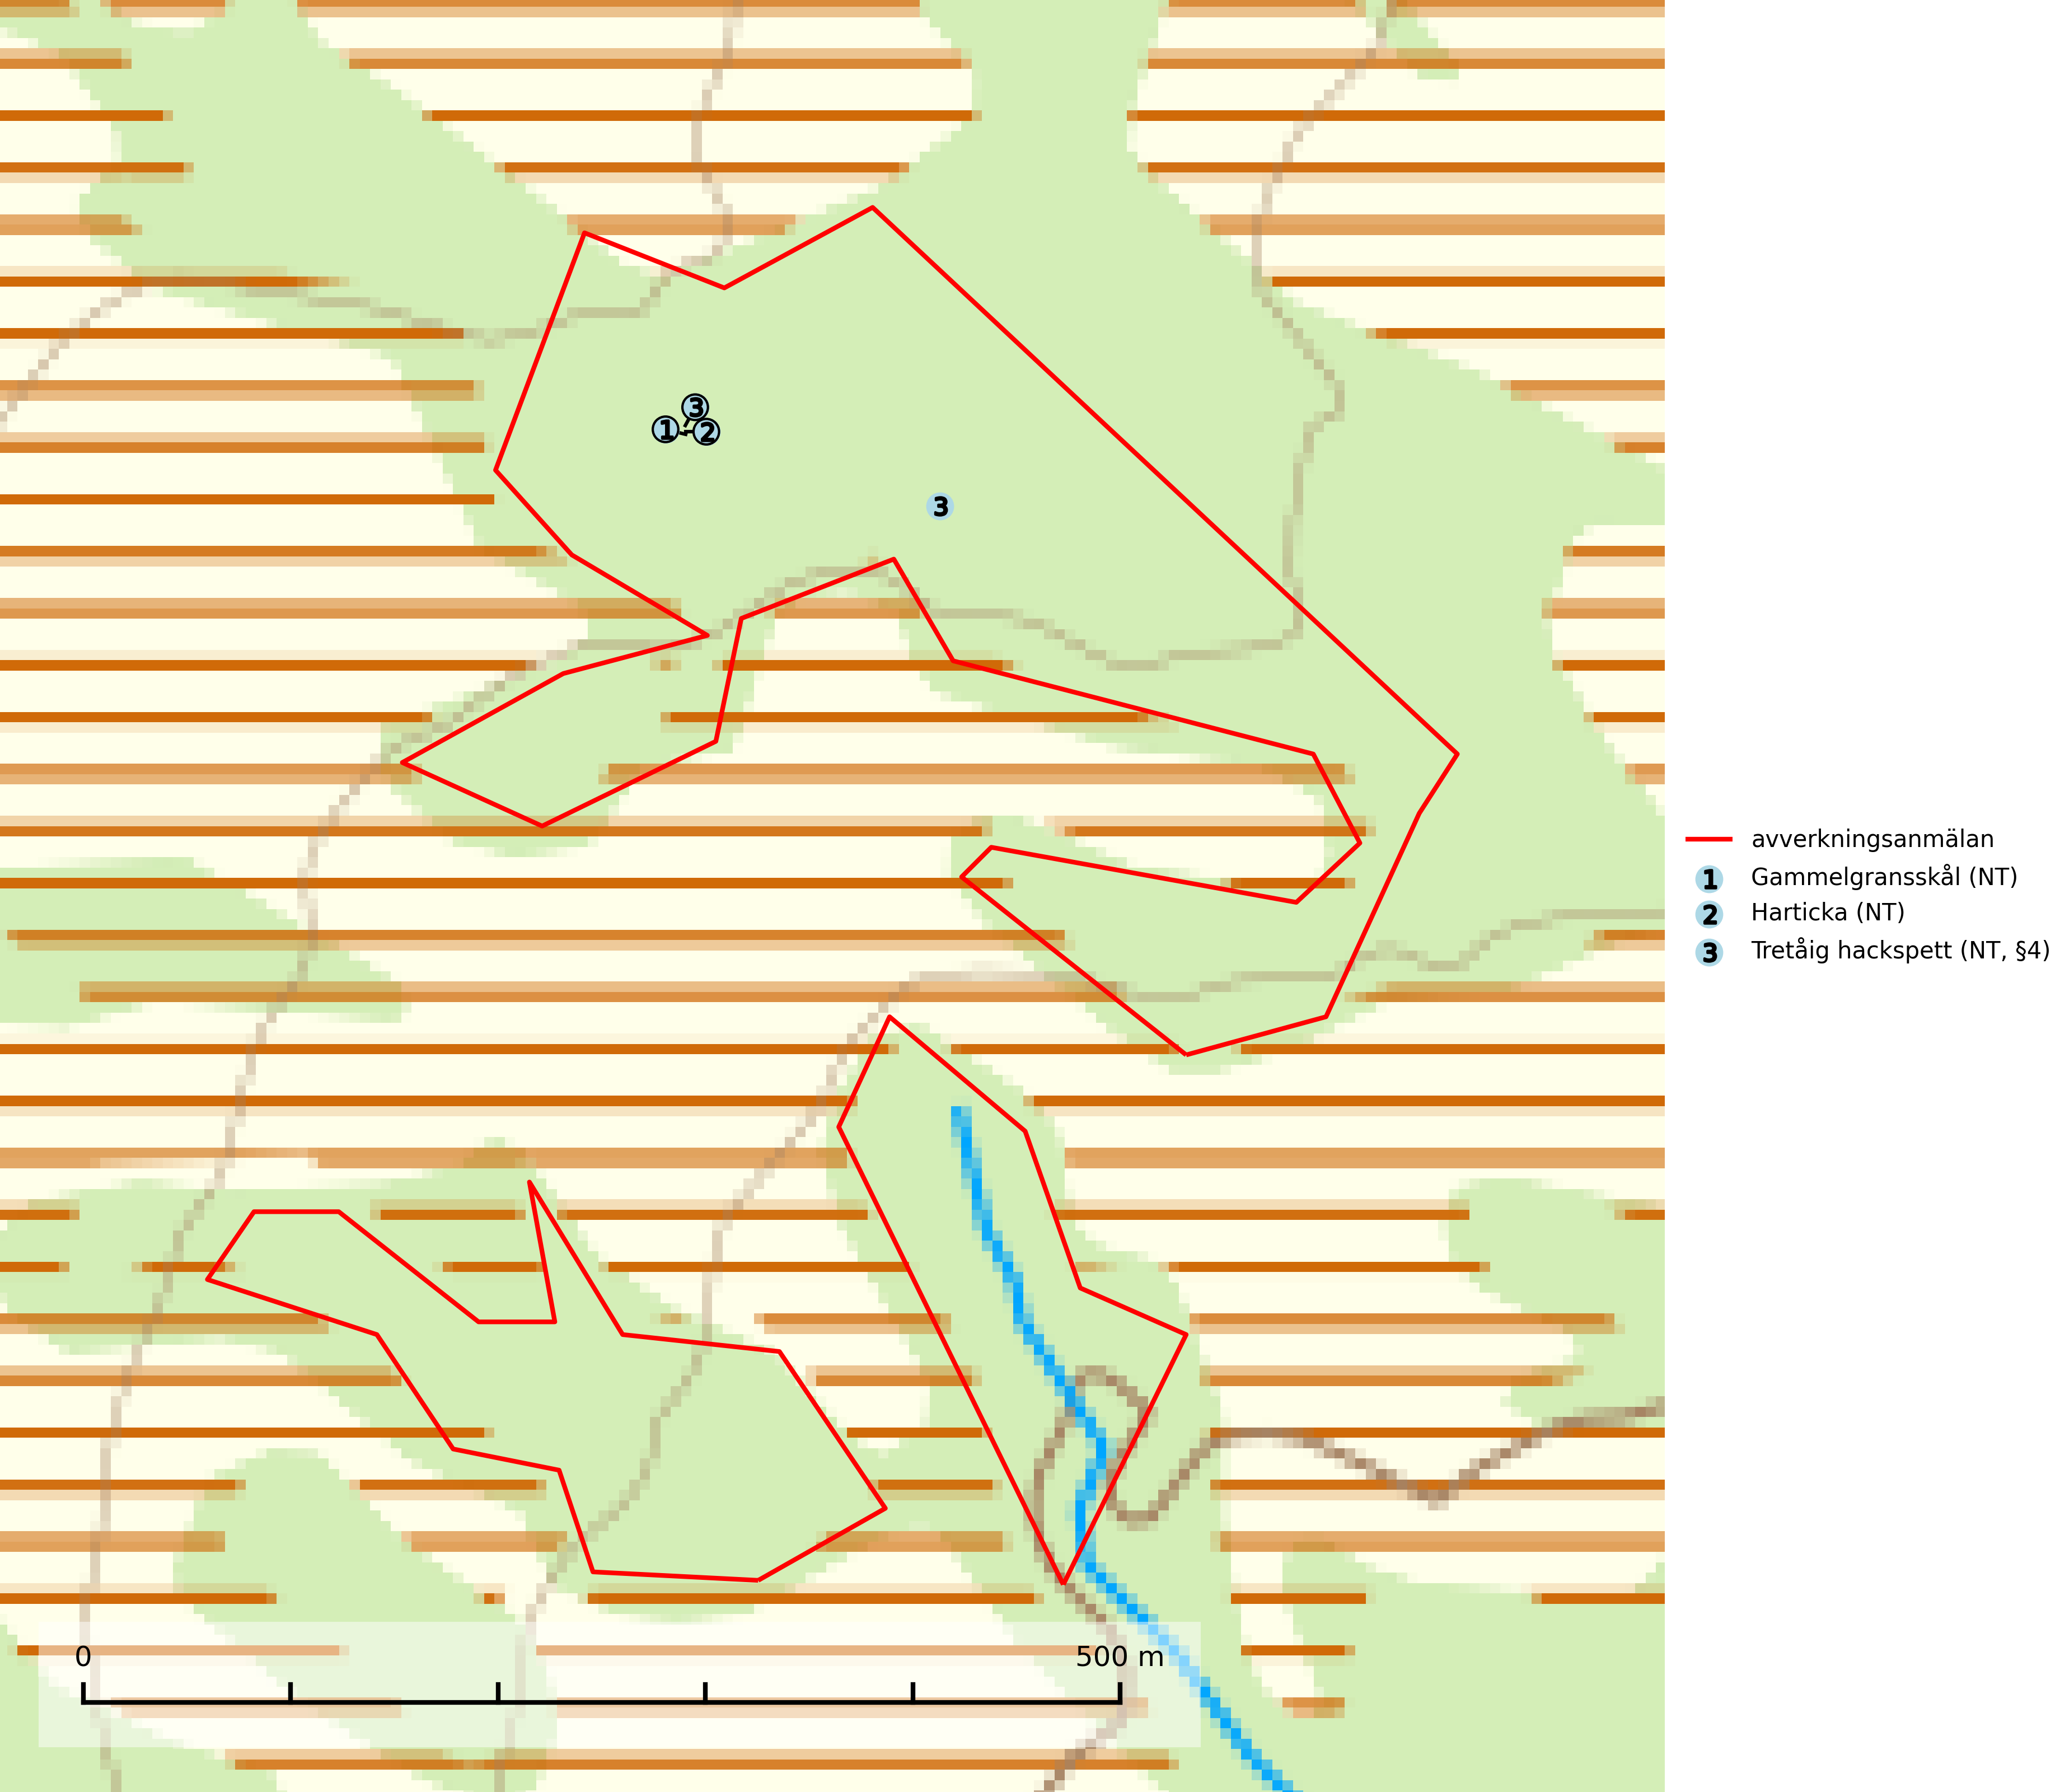 3
1
2
3
avverkningsanmälan
1 Gammelgransskål (NT)
2 Harticka (NT)
3 Tretåig hackspett (NT, §4)
0
500 m